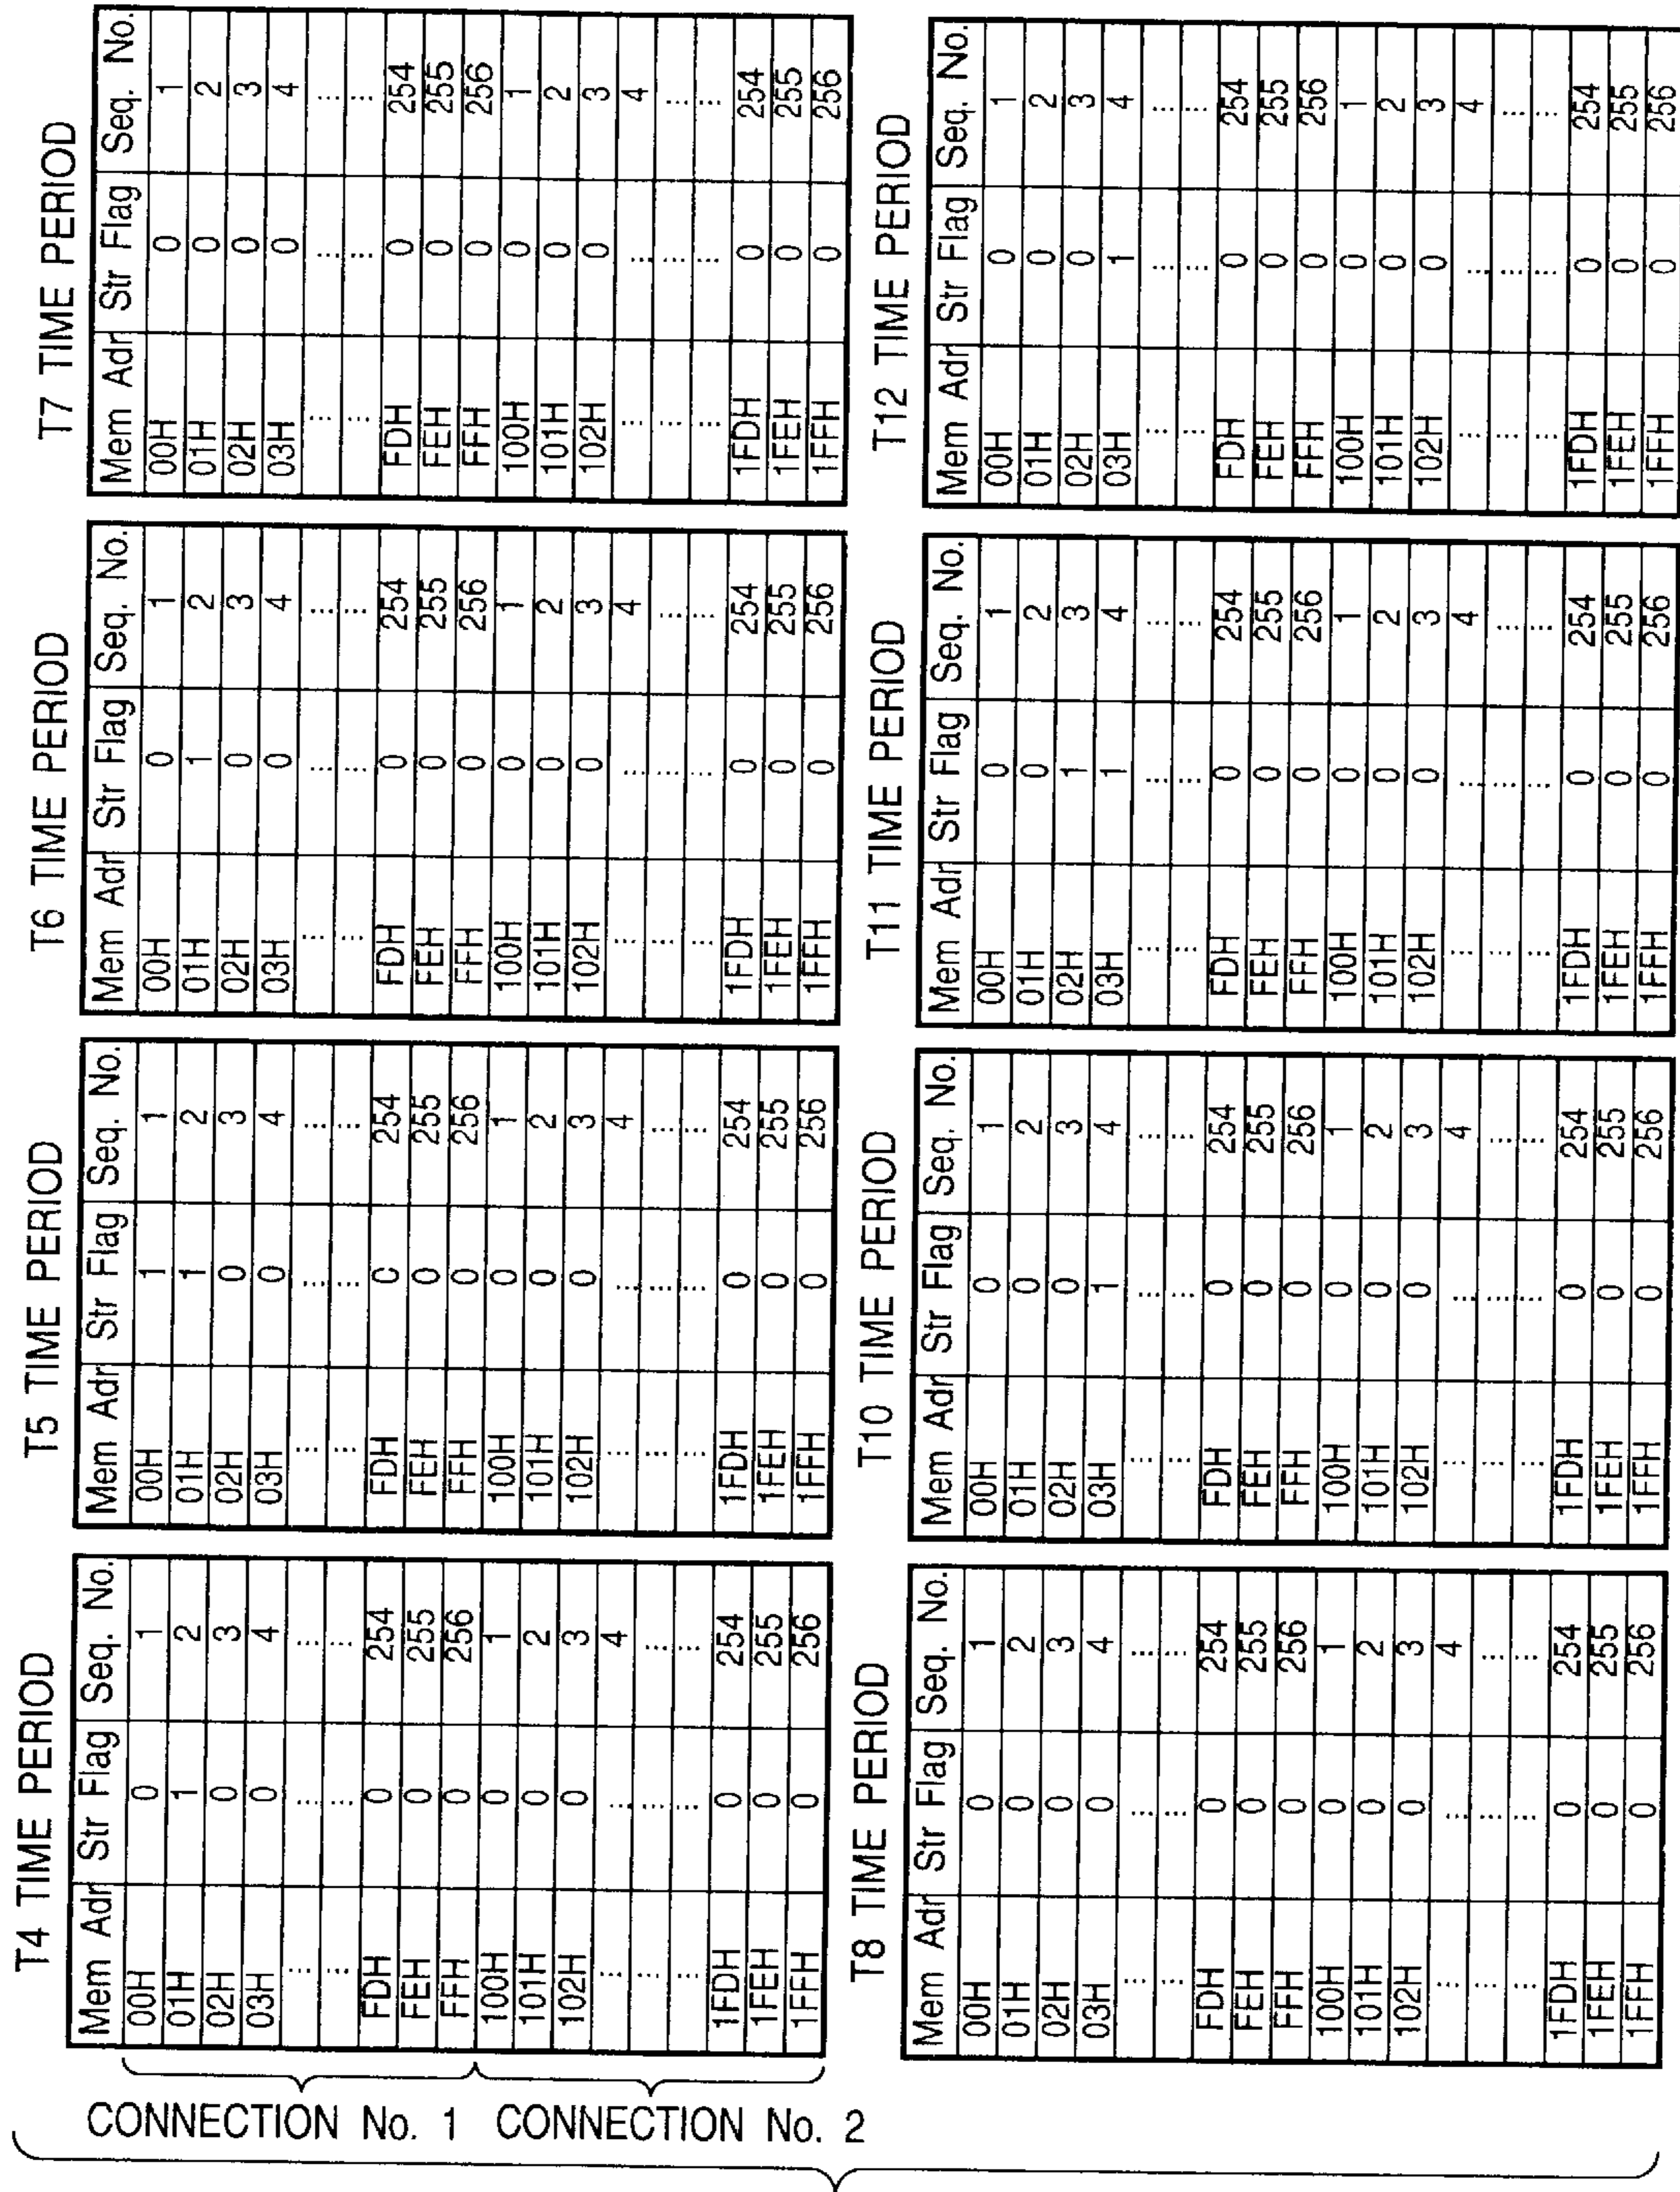 T4 TIME PERIOD
Mem Adr Str Flag Seq. No.
00H 0 1
01H 1 2
02H 0 3
03H 0 4
... ... ...
... ... ...
FDH 0 254
FEH 0 255
FFH 0 256
100H 0 1
101H 0 2
102H 0 3
... ... 4
... ... ...
... ... ...
1FDH 0 254
1FEH 0 255
1FFH 0 256
T5 TIME PERIOD
Mem Adr Str Flag Seq. No.
00H 1 1
01H 1 2
02H 0 3
03H 0 4
... ... ...
... ... ...
FDH C 254
FEH 0 255
FFH 0 256
100H 0 1
101H 0 2
102H 0 3
... ... 4
... ... ...
... ... ...
1FDH 0 254
1FEH 0 255
1FFH 0 256
T6 TIME PERIOD
Mem Adr Str Flag Seq. No.
00H 0 1
01H 1 2
02H 0 3
03H 0 4
... ... ...
... ... ...
FDH 0 254
FEH 0 255
FFH 0 256
100H 0 1
101H 0 2
102H 0 3
... ... 4
... ... ...
... ... ...
1FDH 0 254
1FEH 0 255
1FFH 0 256
T7 TIME PERIOD
Mem Adr Str Flag Seq. No.
00H 0 1
01H 0 2
02H 0 3
03H 0 4
... ... ...
... ... ...
FDH 0 254
FEH 0 255
FFH 0 256
100H 0 1
101H 0 2
102H 0 3
... ... 4
... ... ...
... ... ...
1FDH 0 254
1FEH 0 255
1FFH 0 256
CONNECTION No. 1 CONNECTION No. 2
T8 TIME PERIOD
Mem Adr Str Flag Seq. No.
00H 0 1
01H 0 2
02H 0 3
03H 0 4
... ... ...
... ... ...
FDH 0 254
FEH 0 255
FFH 0 256
100H 0 1
101H 0 2
102H 0 3
... ... 4
... ... ...
... ... ...
1FDH 0 254
1FEH 0 255
1FFH 0 256
T10 TIME PERIOD
Mem Adr Str Flag Seq. No.
00H 0 1
01H 0 2
02H 0 3
03H 1 4
... ... ...
... ... ...
FDH 0 254
FEH 0 255
FFH 0 256
100H 0 1
101H 0 2
102H 0 3
... ... 4
... ... ...
... ... ...
1FDH 0 254
1FEH 0 255
1FFH 0 256
T11 TIME PERIOD
Mem Adr Str Flag Seq. No.
00H 0 1
01H 0 2
02H 1 3
03H 1 4
... ... ...
... ... ...
FDH 0 254
FEH 0 255
FFH 0 256
100H 0 1
101H 0 2
102H 0 3
... ... 4
... ... ...
... ... ...
1FDH 0 254
1FEH 0 255
1FFH 0 256
T12 TIME PERIOD
Mem Adr Str Flag Seq. No.
00H 0 1
01H 0 2
02H 0 3
03H 1 4
... ... ...
... ... ...
FDH 0 254
FEH 0 255
FFH 0 256
100H 0 1
101H 0 2
102H 0 3
... ... 4
... ... ...
... ... ...
1FDH 0 254
1FEH 0 255
1FFH 0 256